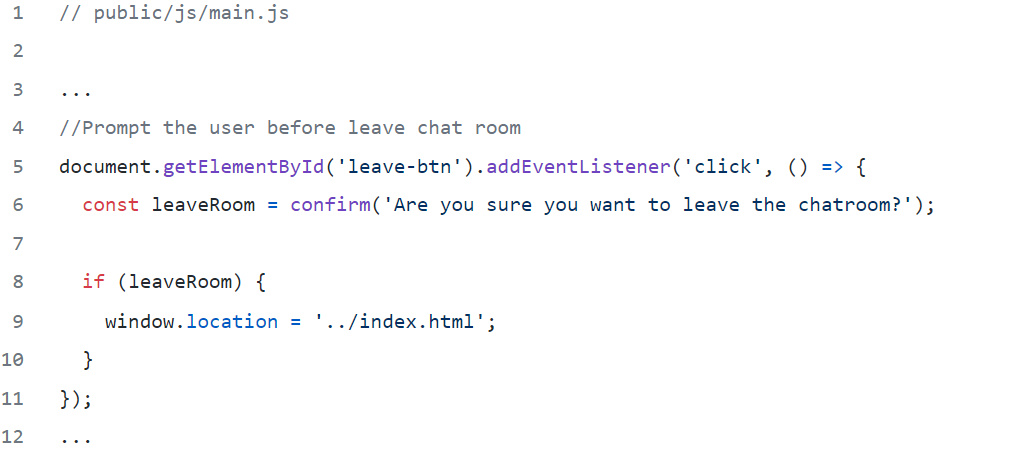 1 // public/js/main.js
2
3 ...
4 //Prompt the user before leave chat room
5 document.getElementById('leave-btn').addEventListener('click', () => {
6 const leaveRoom = confirm('Are you sure you want to leave the chatroom?');
7
8 if (leaveRoom) {
9 window.location = '../index.html';
10 }
11 });
12 ...